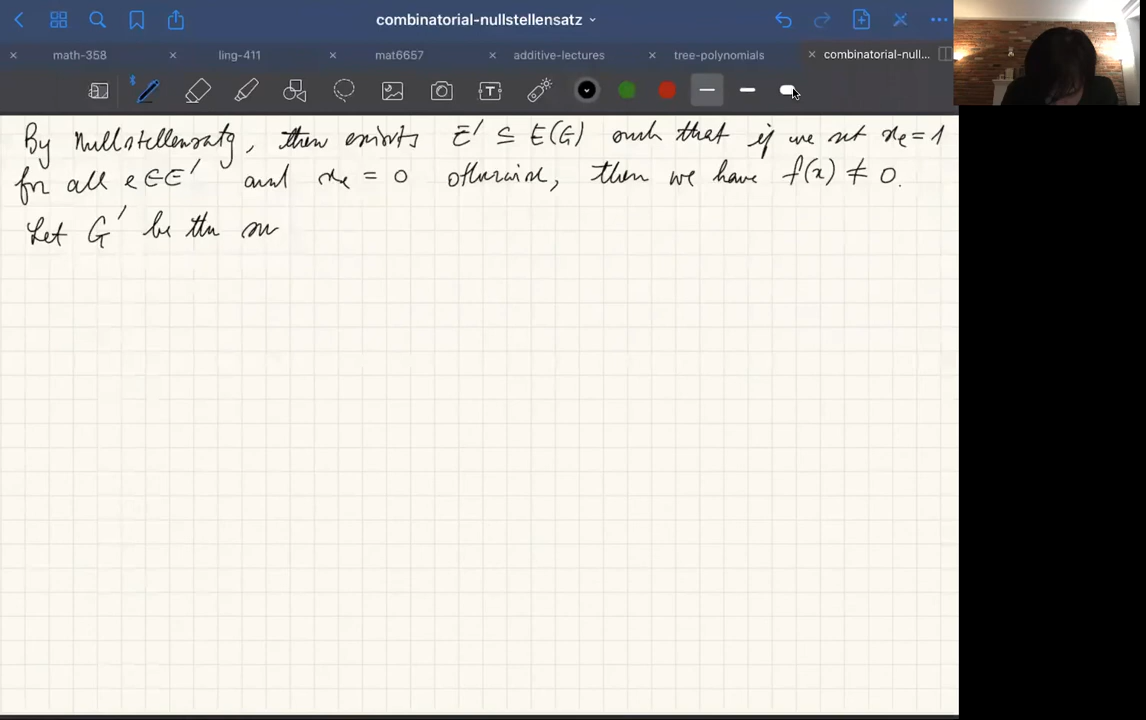 combinatorial-nullstellensatz
math-358
ling-411
mat6657
additive-lectures
tree-polynomials
combinatorial-null...
By Nullstellensatz, there exists E' ⊆ E(G) such that if we set x_e = 1
for all e ∈ E' and x_e = 0 otherwise, then we have f(x) ≠ 0.
Let G' be the su